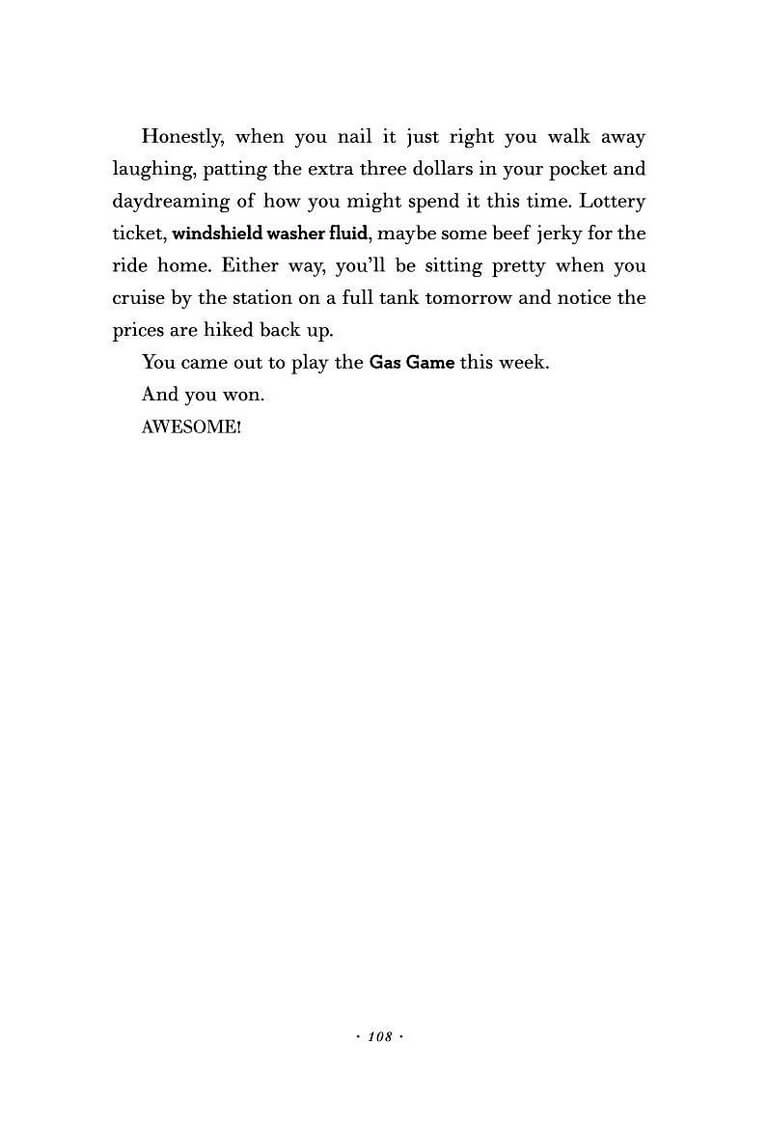 Honestly, when you nail it just right you walk away
laughing, patting the extra three dollars in your pocket and
daydreaming of how you might spend it this time. Lottery
ticket, windshield washer fluid, maybe some beef jerky for the
ride home. Either way, you’ll be sitting pretty when you
cruise by the station on a full tank tomorrow and notice the
prices are hiked back up.
You came out to play the Gas Game this week.
And you won.
AWESOME!
· 108 ·